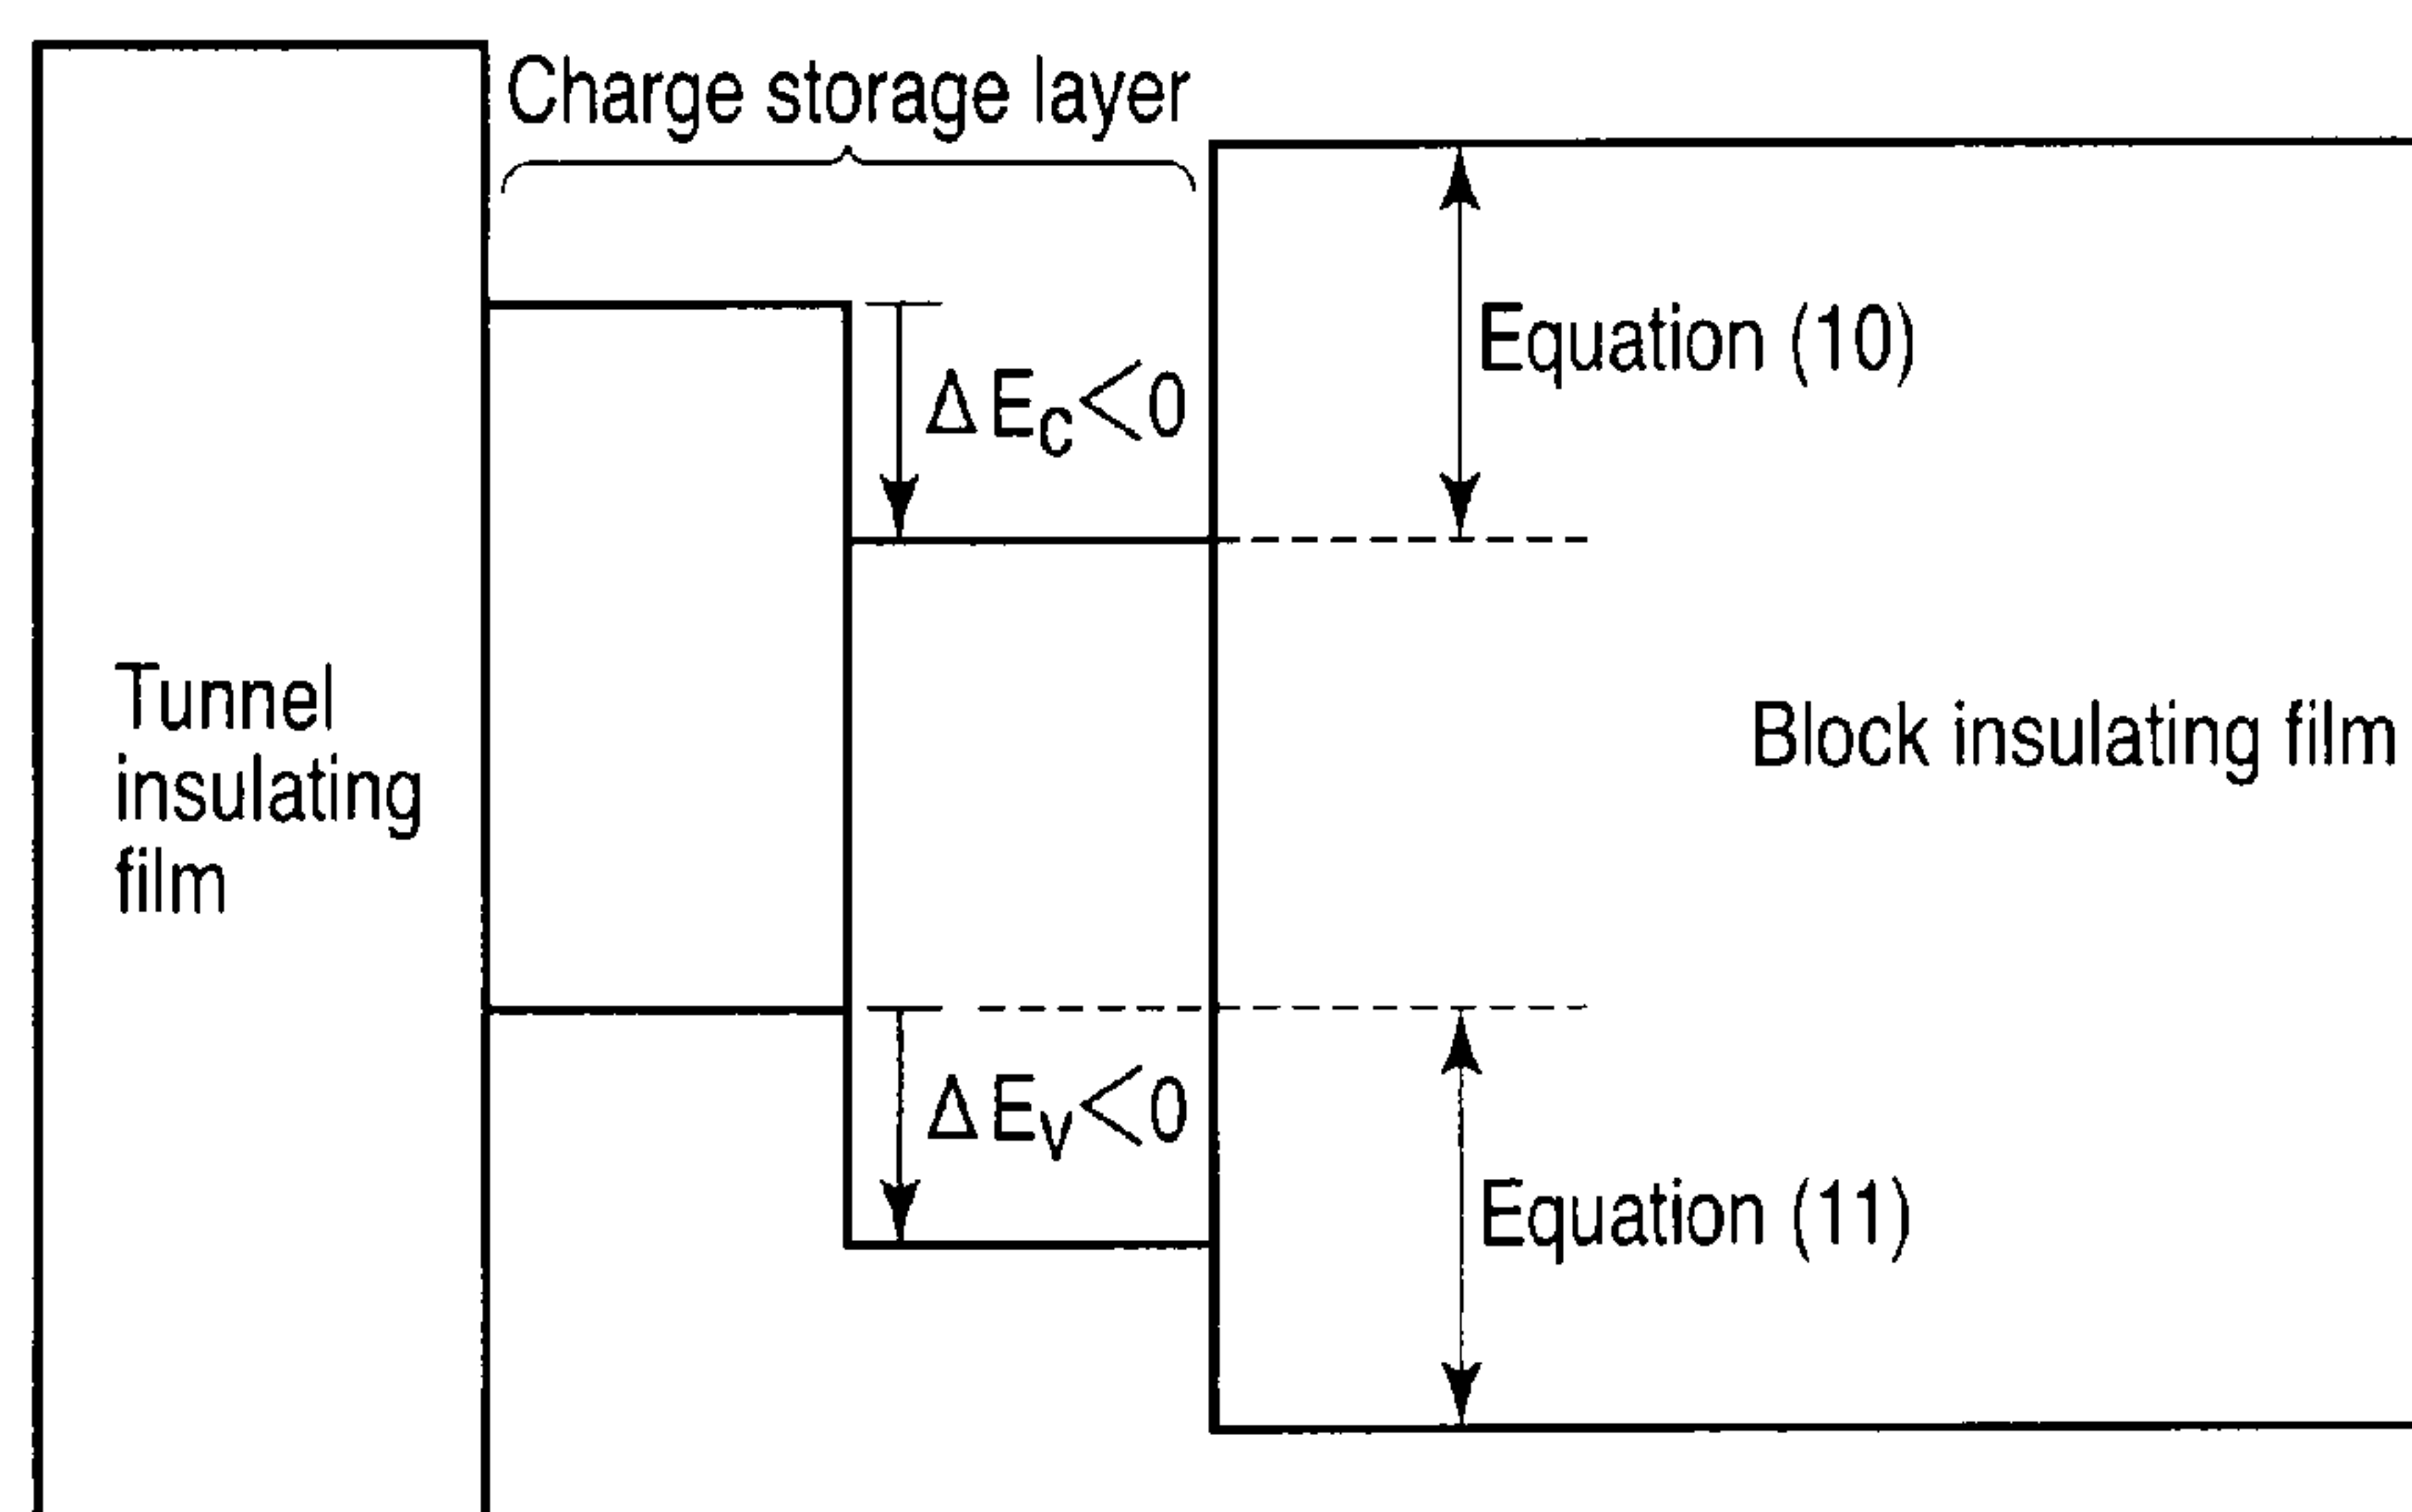 Charge storage layer
Equation (10)
ΔEC<0
Tunnel
insulating
film
Block insulating film
ΔEV<0
Equation (11)